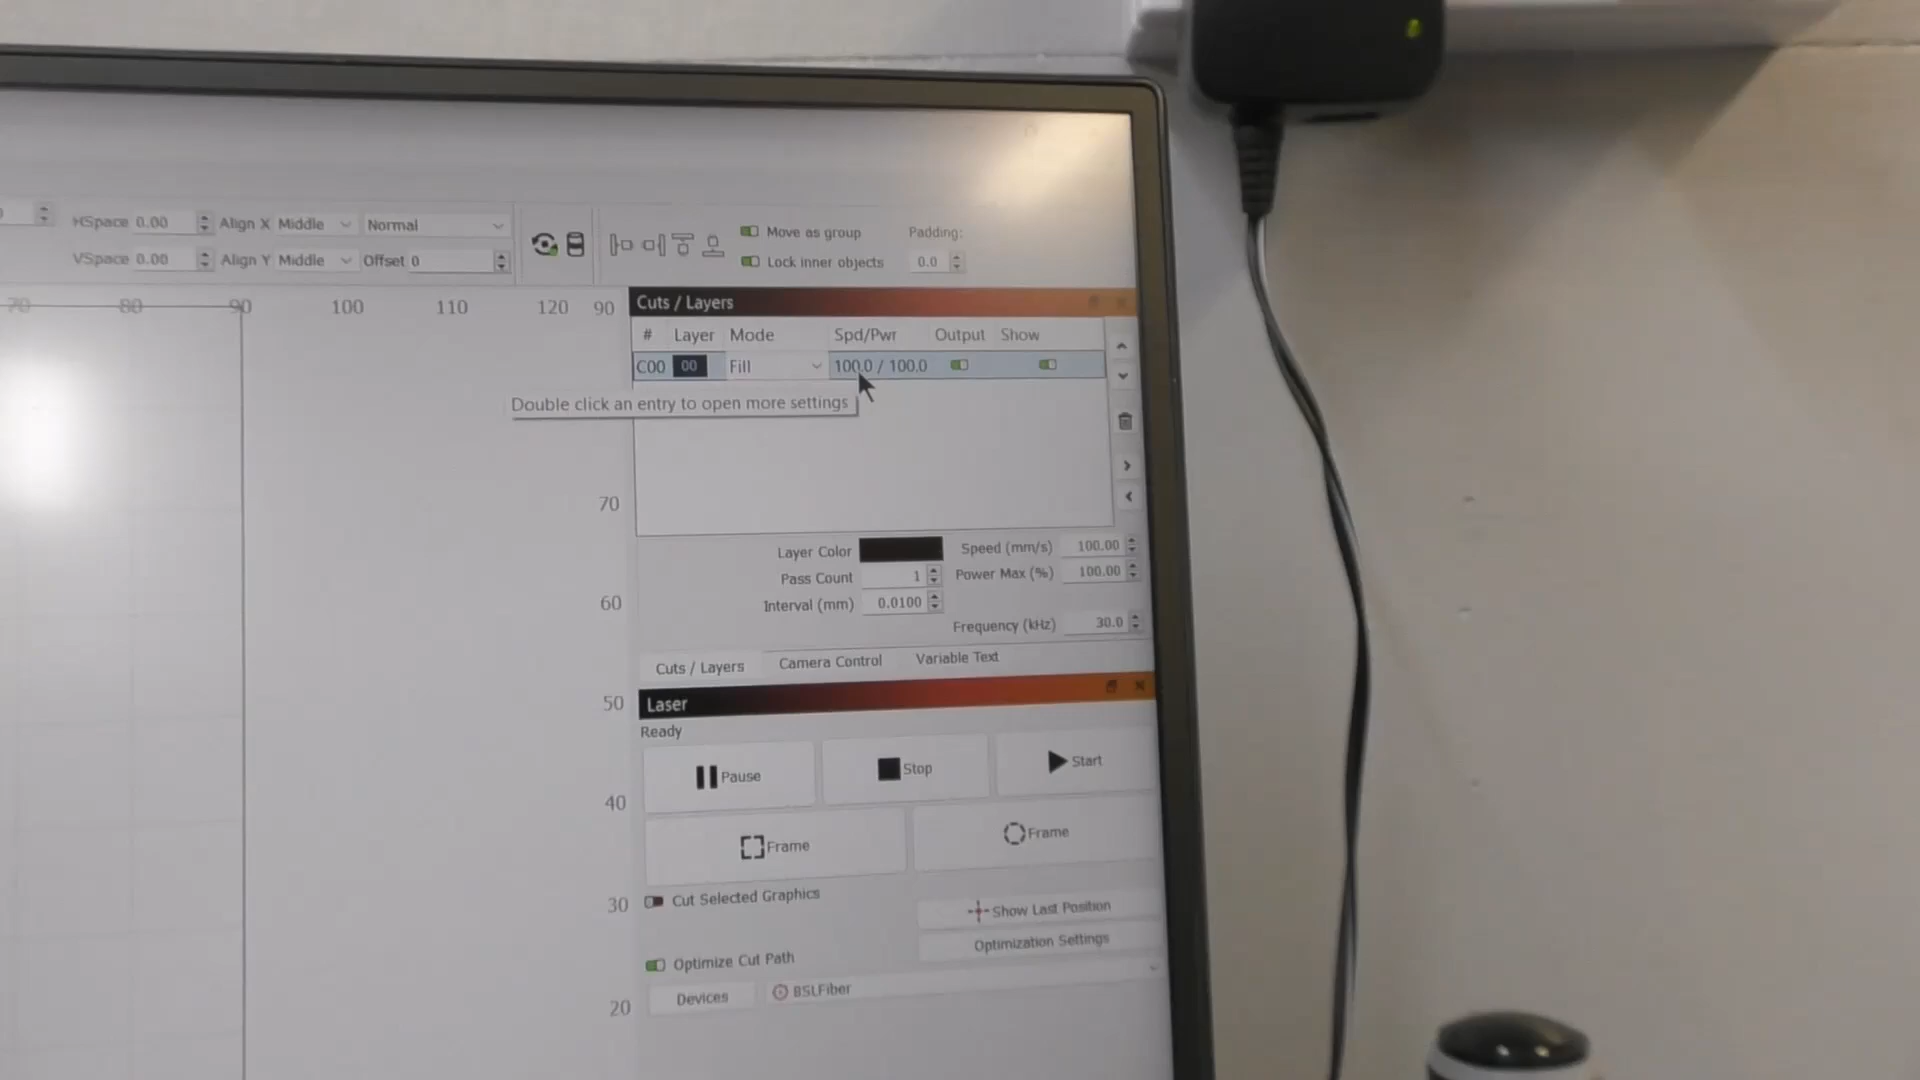 HSpace 0.00 Align X Middle Normal
VSpace 0.00 Align Y Middle Offset 0
Move as group Padding:
Lock inner objects 0.0
70 80 90 100 110 120 90
Cuts / Layers
# Layer Mode Spd/Pwr Output Show
C00 00 Fill 100.0 / 100.0
Double click an entry to open more settings
70
Layer Color Speed (mm/s) 100.00
Pass Count 1 Power Max (%) 100.00
60
Interval (mm) 0.0100
Frequency (kHz) 30.0
Cuts / Layers Camera Control Variable Text
50
Laser
Ready
Pause Stop Start
40
Frame Frame
30
Cut Selected Graphics Show Last Position
Optimize Cut Path Optimization Settings
20
Devices BSLFiber